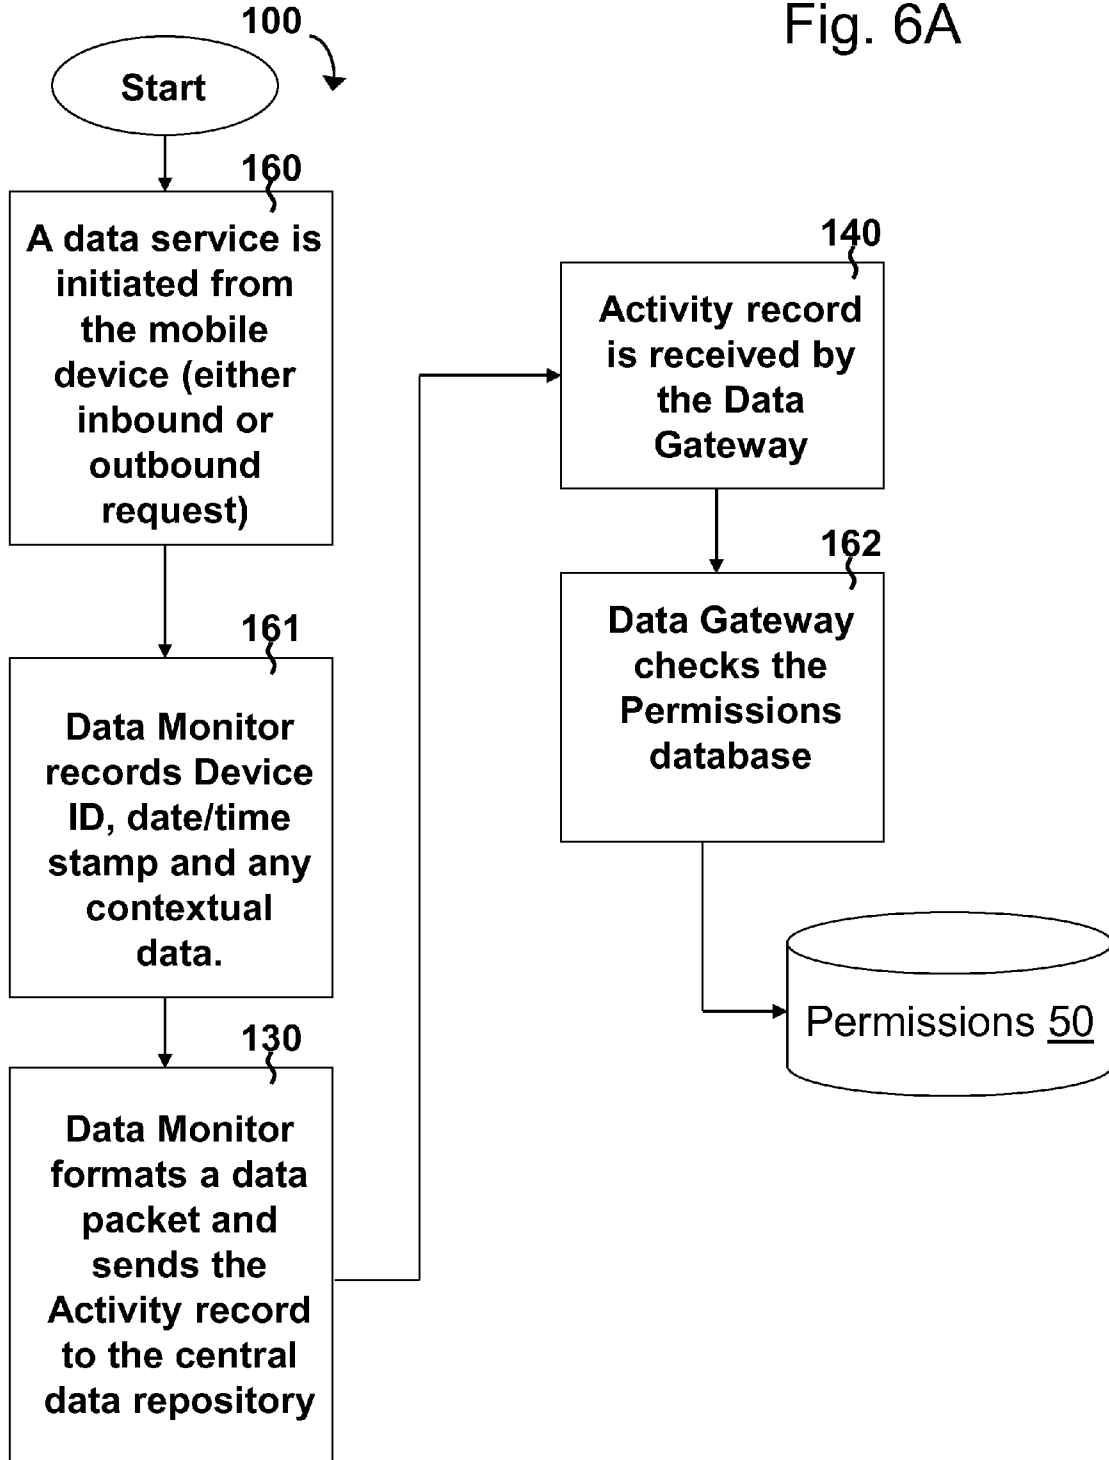 Fig. 6A
100
Start
160
A data service is
initiated from
the mobile
device (either
inbound or
outbound
request)
161
Data Monitor
records Device
ID, date/time
stamp and any
contextual
data.
130
Data Monitor
formats a data
packet and
sends the
Activity record
to the central
data repository
140
Activity record
is received by
the Data
Gateway
162
Data Gateway
checks the
Permissions
database
Permissions 50